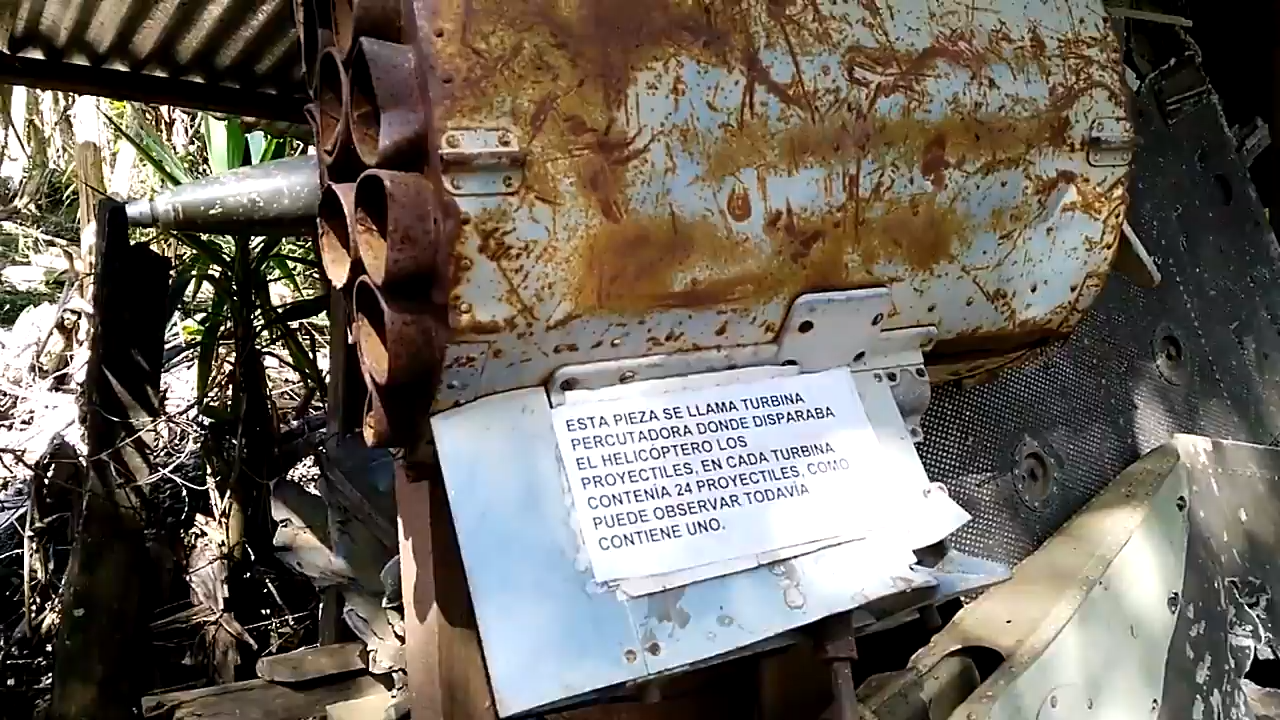 ESTA PIEZA SE LLAMA TURBINA
PERCUTADORA DONDE DISPARABA
EL HELICÓPTERO LOS
PROYECTILES, EN CADA TURBINA
CONTENÍA 24 PROYECTILES, COMO
PUEDE OBSERVAR TODAVÍA
CONTIENE UNO.